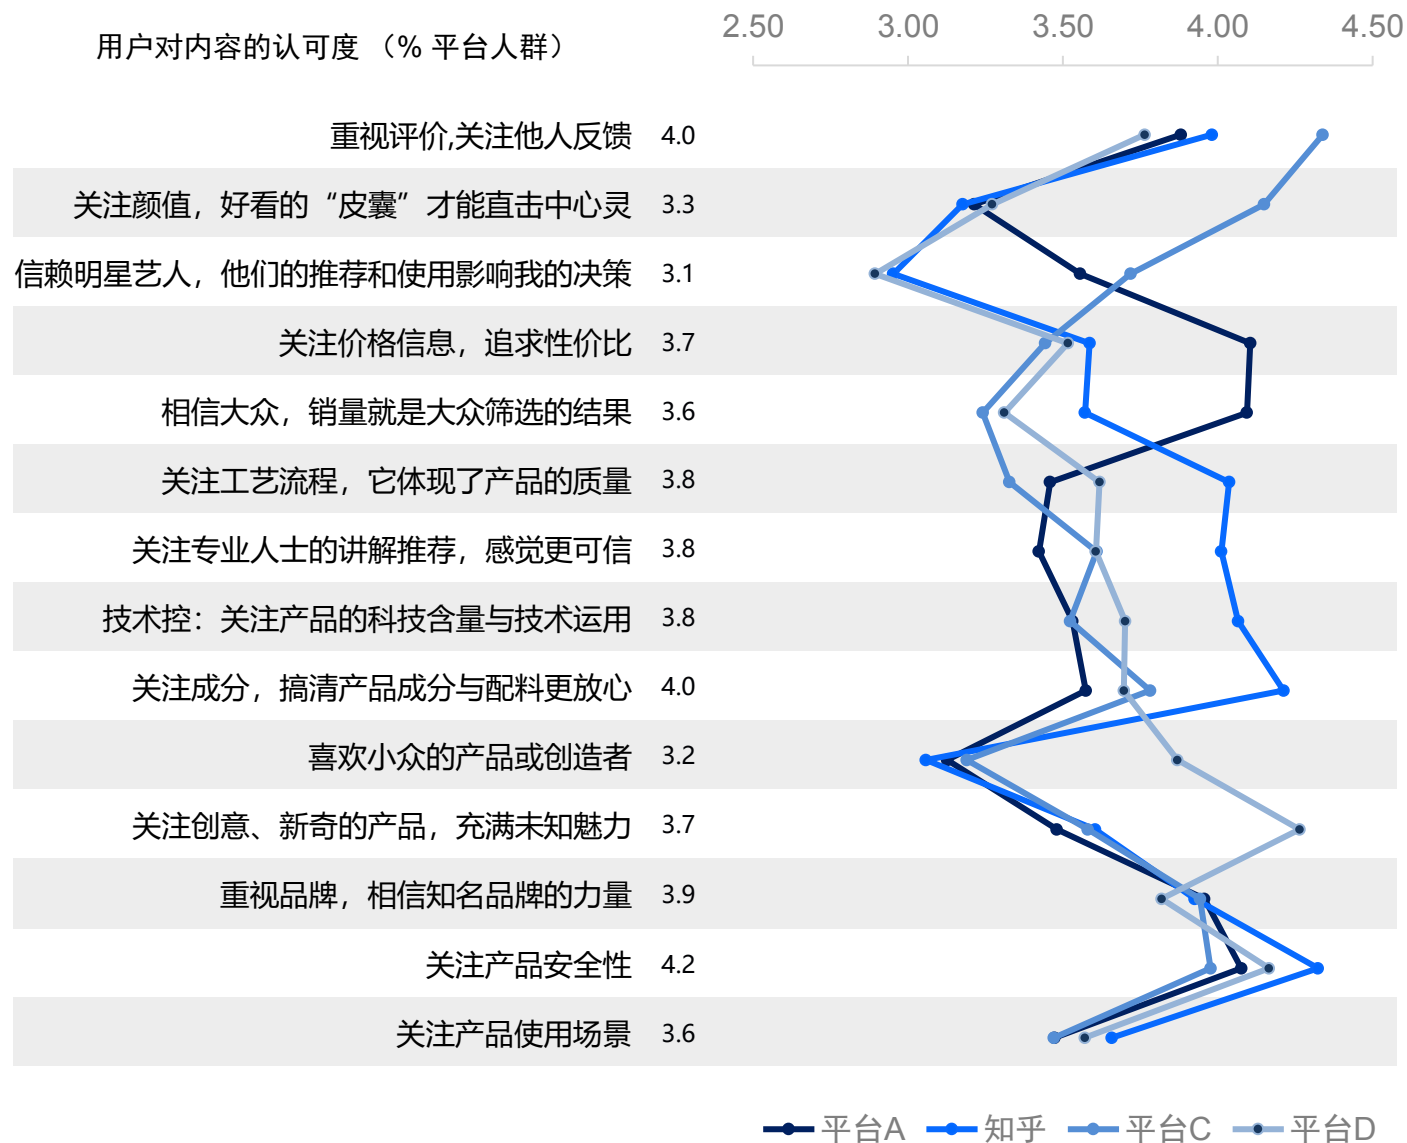 用户对内容的认可度 （% 平台人群）
2.50 3.00 3.50 4.00 4.50
重视评价,关注他人反馈 4.0
关注颜值，好看的“皮囊”才能直击中心灵 3.3
信赖明星艺人，他们的推荐和使用影响我的决策 3.1
关注价格信息，追求性价比 3.7
相信大众，销量就是大众筛选的结果 3.6
关注工艺流程，它体现了产品的质量 3.8
关注专业人士的讲解推荐，感觉更可信 3.8
技术控：关注产品的科技含量与技术运用 3.8
关注成分，搞清产品成分与配料更放心 4.0
喜欢小众的产品或创造者 3.2
关注创意、新奇的产品，充满未知魅力 3.7
重视品牌，相信知名品牌的力量 3.9
关注产品安全性 4.2
关注产品使用场景 3.6
平台A 知乎 平台C 平台D